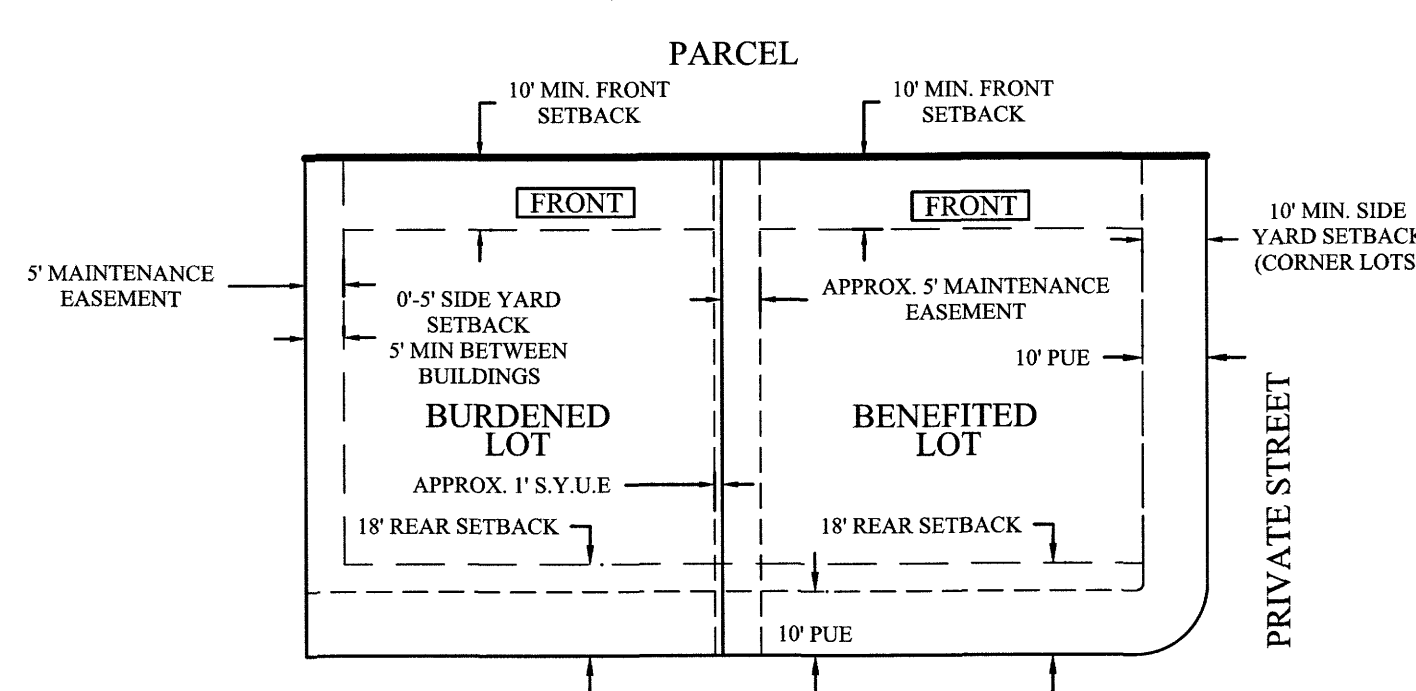 PARCEL
10' MIN. FRONT
SETBACK
10' MIN. FRONT
SETBACK
FRONT
FRONT
10' MIN. SIDE
YARD SETBACK
(CORNER LOTS
5' MAINTENANCE
EASEMENT
0'-5' SIDE YARD
SETBACK
5' MIN BETWEEN
BUILDINGS
APPROX. 5' MAINTENANCE
EASEMENT
10' PUE
BURDENED
LOT
BENEFITED
LOT
PRIVATE STREET
APPROX. 1' S.Y.U.E
18' REAR SETBACK
18' REAR SETBACK
10' PUE